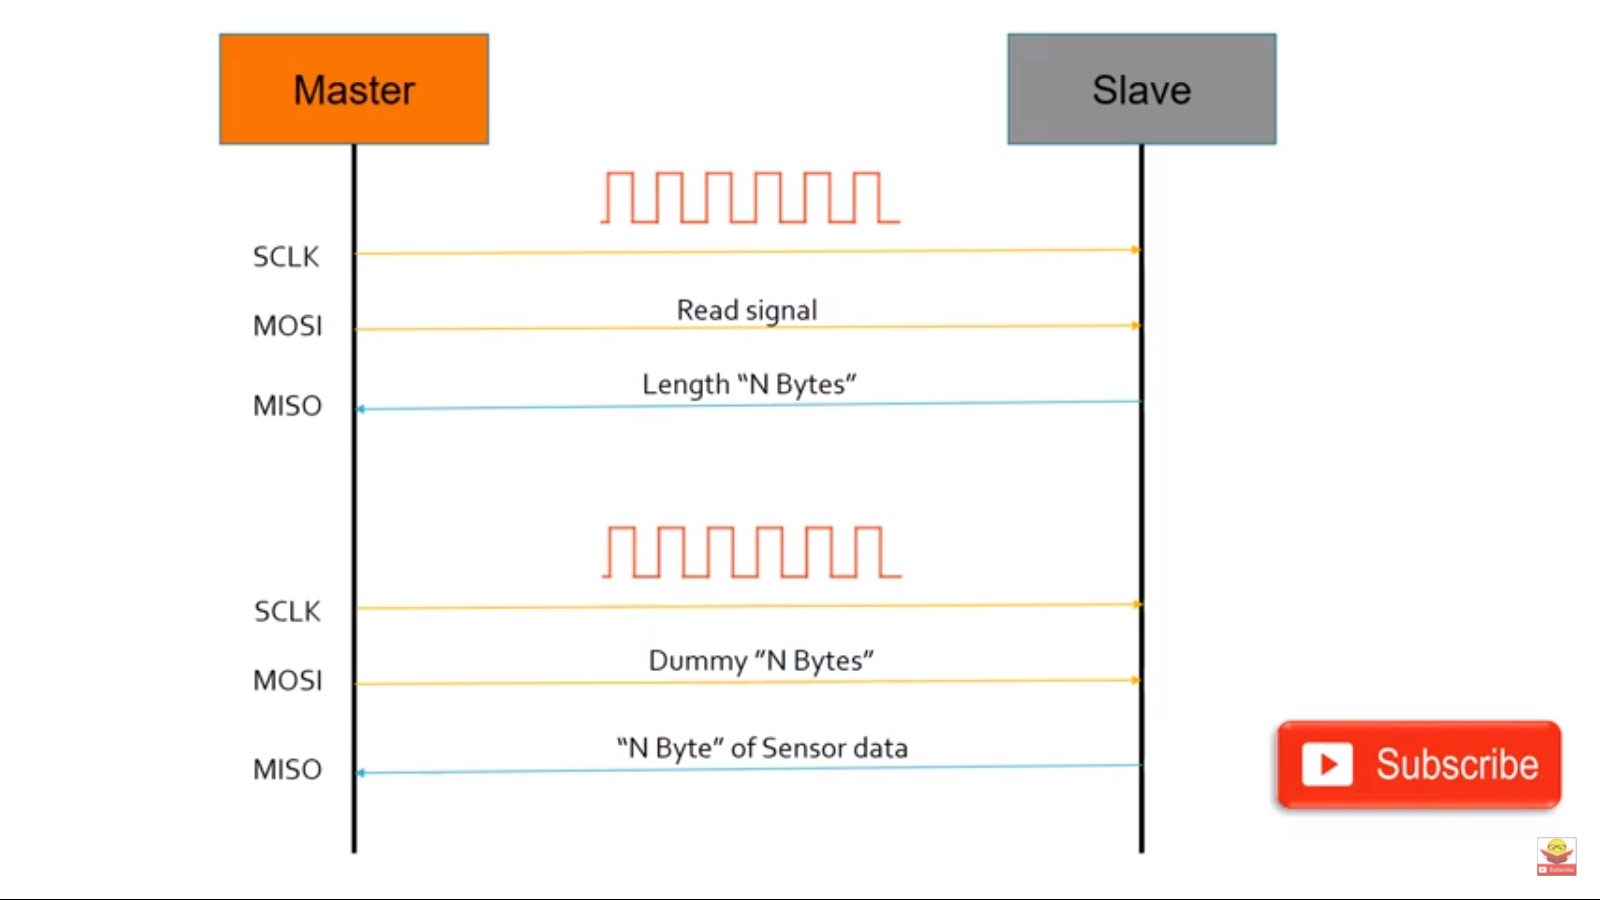 Master
Slave
SCLK
MOSI
Read signal
MISO
Length “N Bytes”
SCLK
MOSI
Dummy ”N Bytes”
MISO
“N Byte” of Sensor data
Subscribe
Subscribe